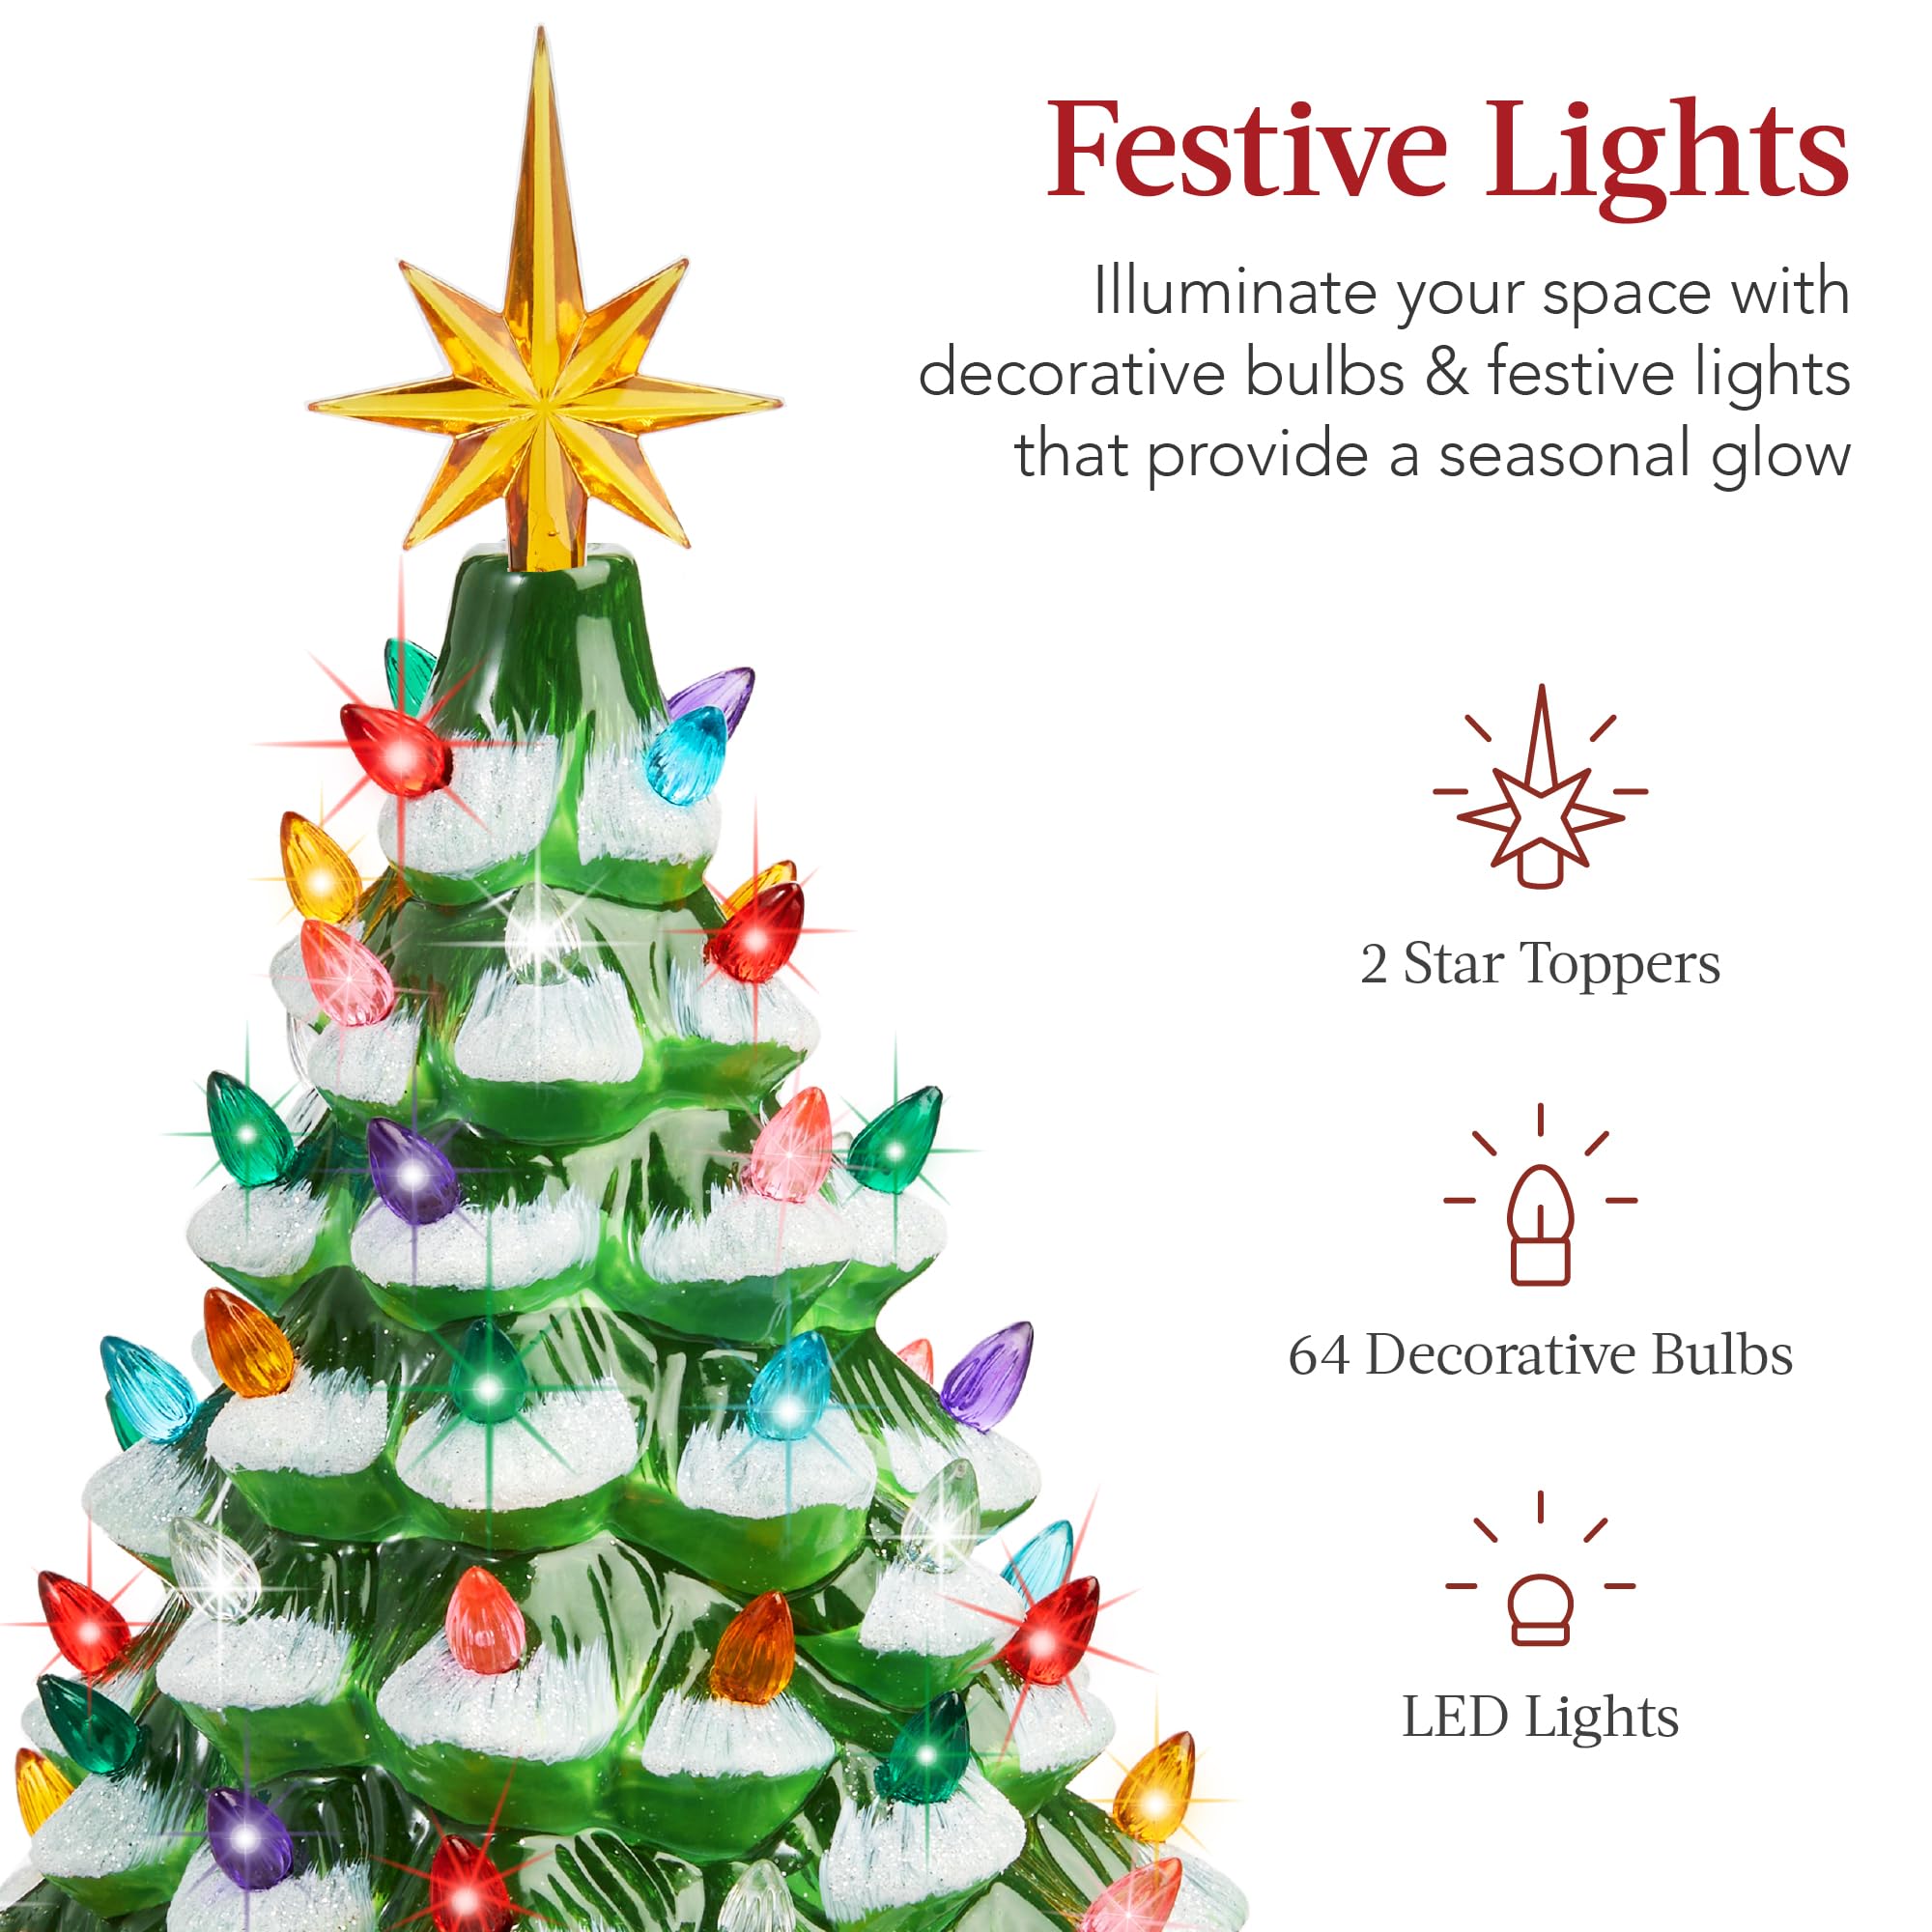 Festive Lights
Illuminate your space with
decorative bulbs & festive lights
that provide a seasonal glow
2 Star Toppers
64 Decorative Bulbs
LED Lights